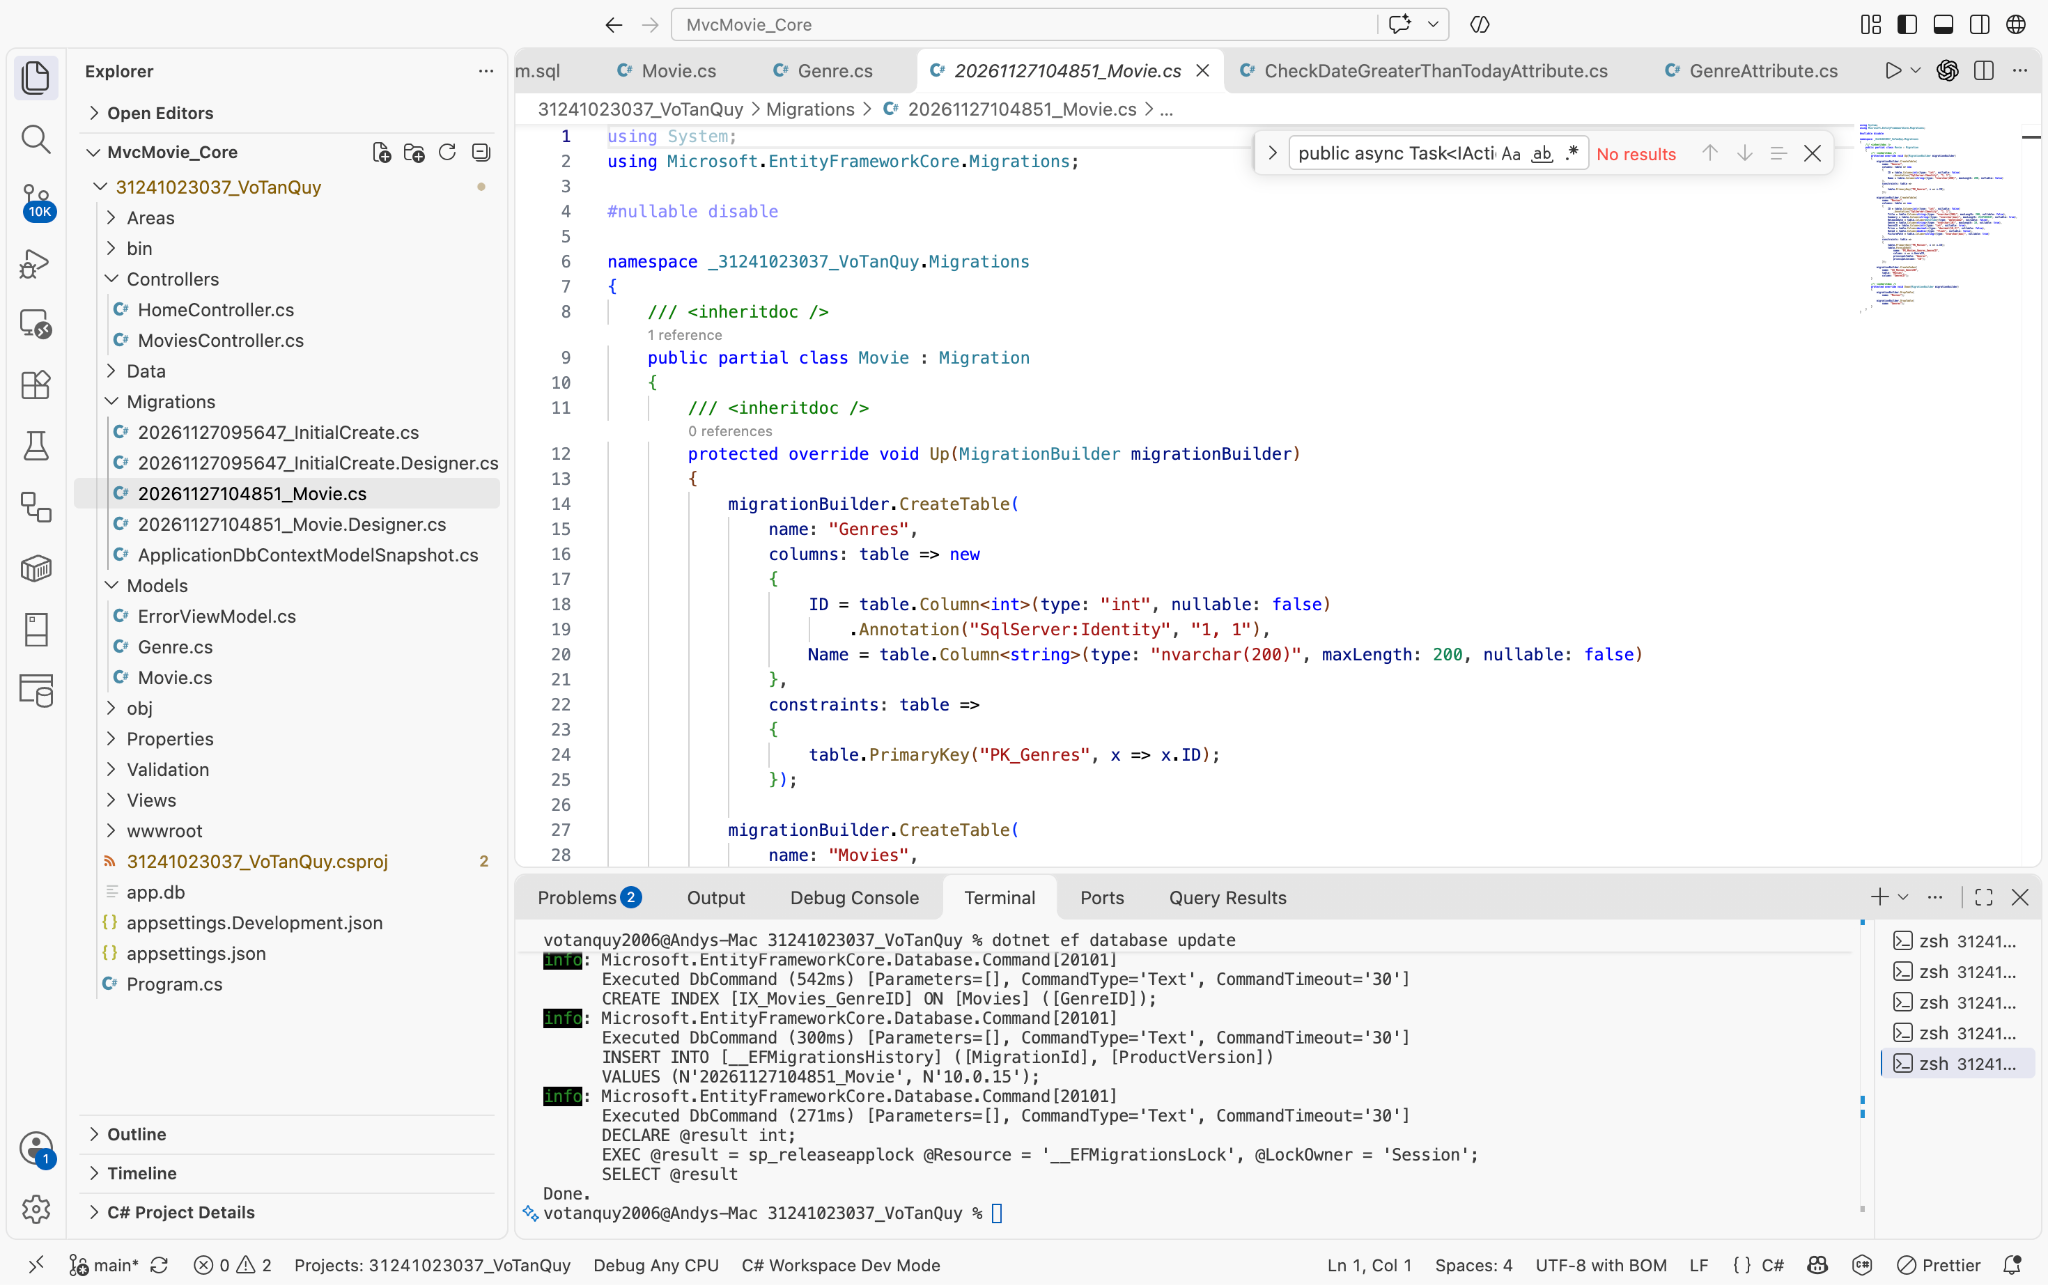 MvcMovie_Core
Explorer
Open Editors
MvcMovie_Core
31241023037_VoTanQuy
Areas
bin
Controllers
HomeController.cs
MoviesController.cs
Data
Migrations
20261127095647_InitialCreate.cs
20261127095647_InitialCreate.Designer.cs
20261127104851_Movie.cs
20261127104851_Movie.Designer.cs
ApplicationDbContextModelSnapshot.cs
Models
ErrorViewModel.cs
Genre.cs
Movie.cs
obj
Properties
Validation
Views
wwwroot
31241023037_VoTanQuy.csproj 2
app.db
appsettings.Development.json
appsettings.json
Program.cs
Outline
Timeline
C# Project Details
10K
1
m.sql Movie.cs Genre.cs 20261127104851_Movie.cs CheckDateGreaterThanTodayAttribute.cs GenreAttribute.cs
31241023037_VoTanQuy > Migrations > 20261127104851_Movie.cs > ...
public async Task<IActi Aa ab .* No results
1 using System;
2 using Microsoft.EntityFrameworkCore.Migrations;
3
4 #nullable disable
5
6 namespace _31241023037_VoTanQuy.Migrations
7 {
8 /// <inheritdoc />
1 reference
9 public partial class Movie : Migration
10 {
11 /// <inheritdoc />
0 references
12 protected override void Up(MigrationBuilder migrationBuilder)
13 {
14 migrationBuilder.CreateTable(
15 name: "Genres",
16 columns: table => new
17 {
18 ID = table.Column<int>(type: "int", nullable: false)
19 .Annotation("SqlServer:Identity", "1, 1"),
20 Name = table.Column<string>(type: "nvarchar(200)", maxLength: 200, nullable: false)
21 },
22 constraints: table =>
23 {
24 table.PrimaryKey("PK_Genres", x => x.ID);
25 });
26
27 migrationBuilder.CreateTable(
28 name: "Movies",
Problems 2 Output Debug Console Terminal Ports Query Results
votanquy2006@Andys-Mac 31241023037_VoTanQuy % dotnet ef database update
info: Microsoft.EntityFrameworkCore.Database.Command[20101]
Executed DbCommand (542ms) [Parameters=[], CommandType='Text', CommandTimeout='30']
CREATE INDEX [IX_Movies_GenreID] ON [Movies] ([GenreID]);
info: Microsoft.EntityFrameworkCore.Database.Command[20101]
Executed DbCommand (300ms) [Parameters=[], CommandType='Text', CommandTimeout='30']
INSERT INTO [__EFMigrationsHistory] ([MigrationId], [ProductVersion])
VALUES (N'20261127104851_Movie', N'10.0.15');
info: Microsoft.EntityFrameworkCore.Database.Command[20101]
Executed DbCommand (271ms) [Parameters=[], CommandType='Text', CommandTimeout='30']
DECLARE @result int;
EXEC @result = sp_releaseapplock @Resource = '__EFMigrationsLock', @LockOwner = 'Session';
SELECT @result
Done.
votanquy2006@Andys-Mac 31241023037_VoTanQuy %
zsh 31241...
zsh 31241...
zsh 31241...
zsh 31241...
zsh 31241...
main* 0 2 Projects: 31241023037_VoTanQuy Debug Any CPU C# Workspace Dev Mode Ln 1, Col 1 Spaces: 4 UTF-8 with BOM LF {} C# Prettier